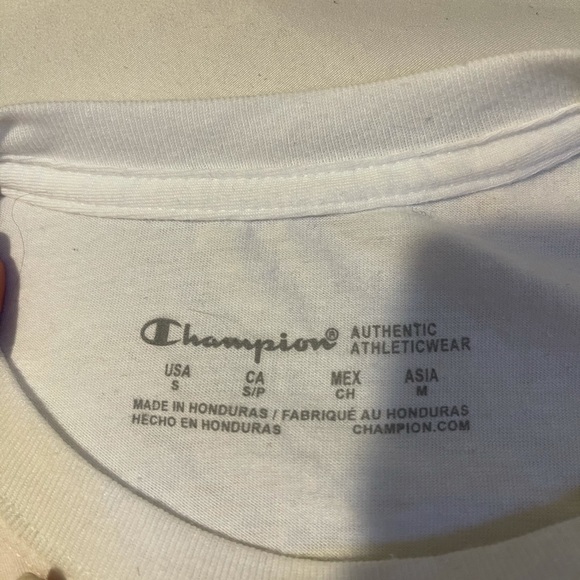 Champion® AUTHENTIC ATHLETICWEAR
USA CA MEX ASIA
S S/P CH M
MADE IN HONDURAS / FABRIQUÉ AU HONDURAS
HECHO EN HONDURAS CHAMPION.COM